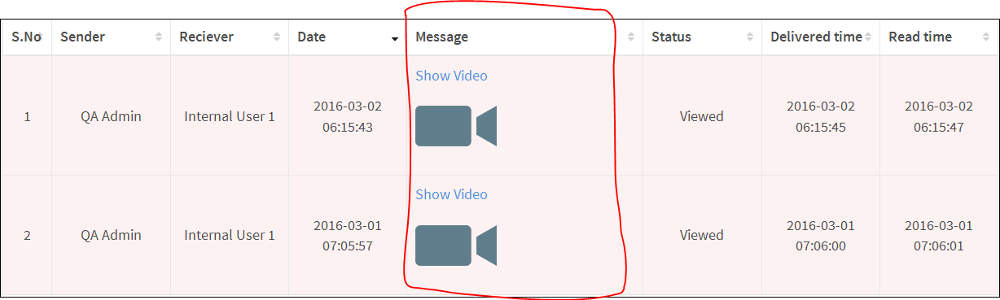 S.No Sender Reciever Date Message Status Delivered time Read time
Show Video
1 QA Admin Internal User 1 2016-03-02 06:15:43 Viewed 2016-03-02 06:15:45 2016-03-02 06:15:47
Show Video
2 QA Admin Internal User 1 2016-03-01 07:05:57 Viewed 2016-03-01 07:06:00 2016-03-01 07:06:01